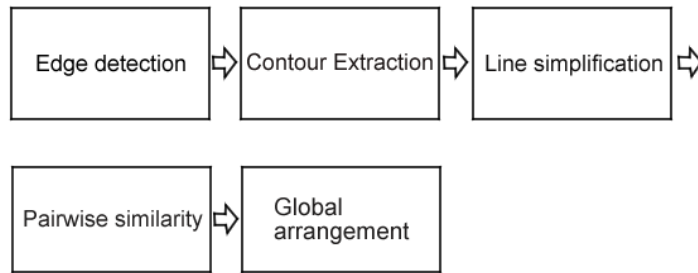 Edge detection
Contour Extraction
Line simplification
Pairwise similarity
Global
arrangement